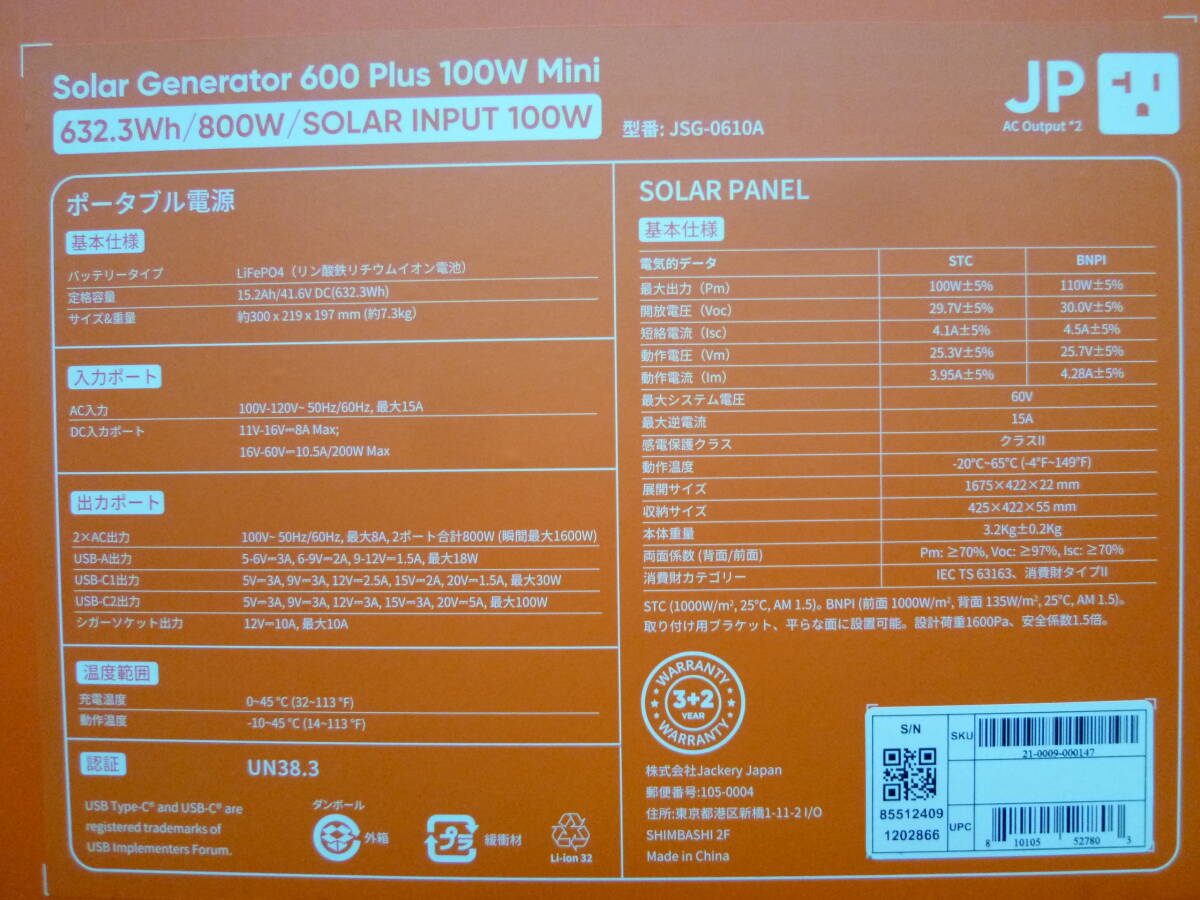 Solar Generator 600 Plus 100W Mini
632.3Wh/800W/SOLAR INPUT 100W
型番: JSG-0610A
JP
AC Output *2
ポータブル電源
基本仕様
バッテリータイプ LiFePO4（リン酸鉄リチウムイオン電池）
定格容量 15.2Ah/41.6V DC(632.3Wh)
サイズ&重量 約300 x 219 x 197 mm (約7.3kg)
入力ポート
AC入力 100V-120V~ 50Hz/60Hz, 最大15A
DC入力ポート 11V-16V⎓8A Max;
16V-60V⎓10.5A/200W Max
出力ポート
2×AC出力 100V~ 50Hz/60Hz, 最大8A, 2ポート合計800W (瞬間最大1600W)
USB-A出力 5-6V⎓3A, 6-9V⎓2A, 9-12V⎓1.5A, 最大18W
USB-C1出力 5V⎓3A, 9V⎓3A, 12V⎓2.5A, 15V⎓2A, 20V⎓1.5A, 最大30W
USB-C2出力 5V⎓3A, 9V⎓3A, 12V⎓3A, 15V⎓3A, 20V⎓5A, 最大100W
シガーソケット出力 12V⎓10A, 最大10A
温度範囲
充電温度 0~45 °C (32~113 °F)
動作温度 -10~45 °C (14~113 °F)
認証 UN38.3
USB Type-C® and USB-C® are
registered trademarks of
USB Implementers Forum.
ダンボール
外箱
プラ
緩衝材
Li-ion 32
SOLAR PANEL
基本仕様
電気的データ STC BNPI
最大出力（Pm） 100W±5% 110W±5%
開放電圧（Voc） 29.7V±5% 30.0V±5%
短絡電流（Isc） 4.1A±5% 4.5A±5%
動作電圧（Vm） 25.3V±5% 25.7V±5%
動作電流（Im） 3.95A±5% 4.28A±5%
最大システム電圧 60V
最大逆電流 15A
感電保護クラス クラスII
動作温度 -20°C~65°C (-4°F~149°F)
展開サイズ 1675×422×22 mm
収納サイズ 425×422×55 mm
本体重量 3.2Kg±0.2Kg
両面係数 (背面/前面) Pm: ≥70%, Voc: ≥97%, Isc: ≥70%
消費財カテゴリー IEC TS 63163、消費財タイプII
STC (1000W/m², 25°C, AM 1.5)。BNPI (前面 1000W/m², 背面 135W/m², 25°C, AM 1.5)。
取り付け用ブラケット、平らな面に設置可能。設計荷重1600Pa、安全係数1.5倍。
WARRANTY
3+2
YEAR
WARRANTY
株式会社Jackery Japan
郵便番号:105-0004
住所:東京都港区新橋1-11-2 I/O
SHIMBASHI 2F
Made in China
S/N
85512409
1202866
SKU
21-0009-000147
UPC
8 10105 52780 3